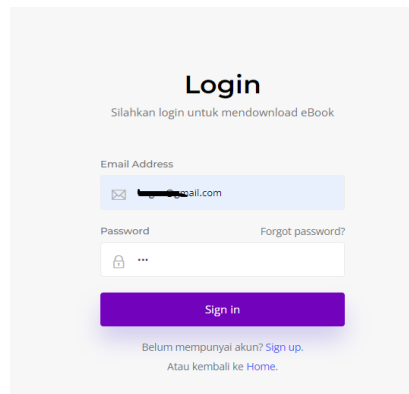 Login
Silahkan login untuk mendownload eBook
Email Address
gmail.com
Password
Forgot password?
Sign in
Belum mempunyai akun? Sign up.
Atau kembali ke Home.